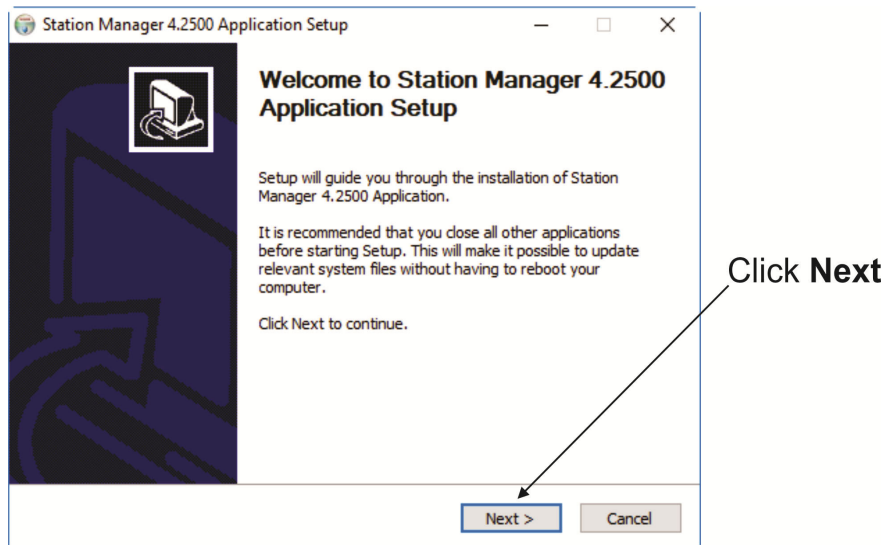 Station Manager 4.2500 Application Setup
Welcome to Station Manager 4.2500
Application Setup
Setup will guide you through the installation of Station
Manager 4.2500 Application.
It is recommended that you close all other applications
before starting Setup. This will make it possible to update
relevant system files without having to reboot your
computer.
Click Next to continue.
Click Next
Next >
Cancel